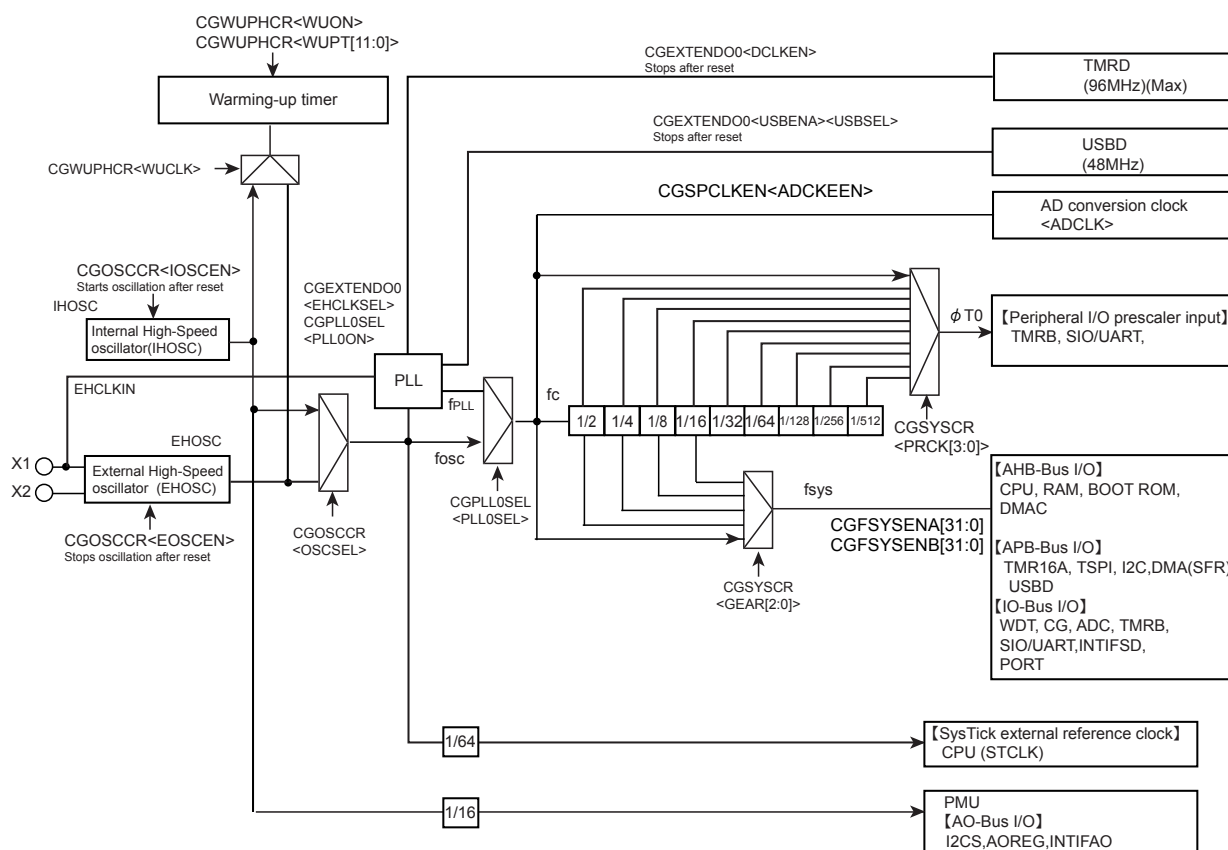 CGWUPHCR<WUON>
CGWUPHCR<WUPT[11:0]>
Warming-up timer
CGWUPHCR<WUCLK>
CGEXTENDO0<DCLKEN>
Stops after reset
TMRD
(96MHz)(Max)
CGEXTENDO0<USBENA><USBSEL>
Stops after reset
USBD
(48MHz)
CGSPCLKEN<ADCKEEN>
AD conversion clock
<ADCLK>
CGOSCCR<IOSCEN>
Starts oscillation after reset
IHOSC
Internal High-Speed
oscillator(IHOSC)
CGEXTENDO0
<EHCLKSEL>
CGPLL0SEL
<PLL0ON>
PLL
EHCLKIN
fPLL
fosc
fc
1/2
1/4
1/8
1/16
1/32
1/64
1/128
1/256
1/512
ϕT0
【Peripheral I/O prescaler input】
TMRB, SIO/UART,
CGSYSCR
<PRCK[3:0]>
X1
X2
EHOSC
External High-Speed
oscillator (EHOSC)
CGOSCCR<EOSCEN>
Stops oscillation after reset
CGOSCCR
<OSCSEL>
CGPLL0SEL
<PLL0SEL>
fsys
CGFSYSENA[31:0]
CGFSYSENB[31:0]
CGSYSCR
<GEAR[2:0]>
【AHB-Bus I/O】
CPU, RAM, BOOT ROM,
DMAC
【APB-Bus I/O】
TMR16A, TSPI, I2C,DMA(SFR)
USBD
【IO-Bus I/O】
WDT, CG, ADC, TMRB,
SIO/UART,INTIFSD,
PORT
1/64
【SysTick external reference clock】
CPU (STCLK)
1/16
PMU
【AO-Bus I/O】
I2CS,AOREG,INTIFAO